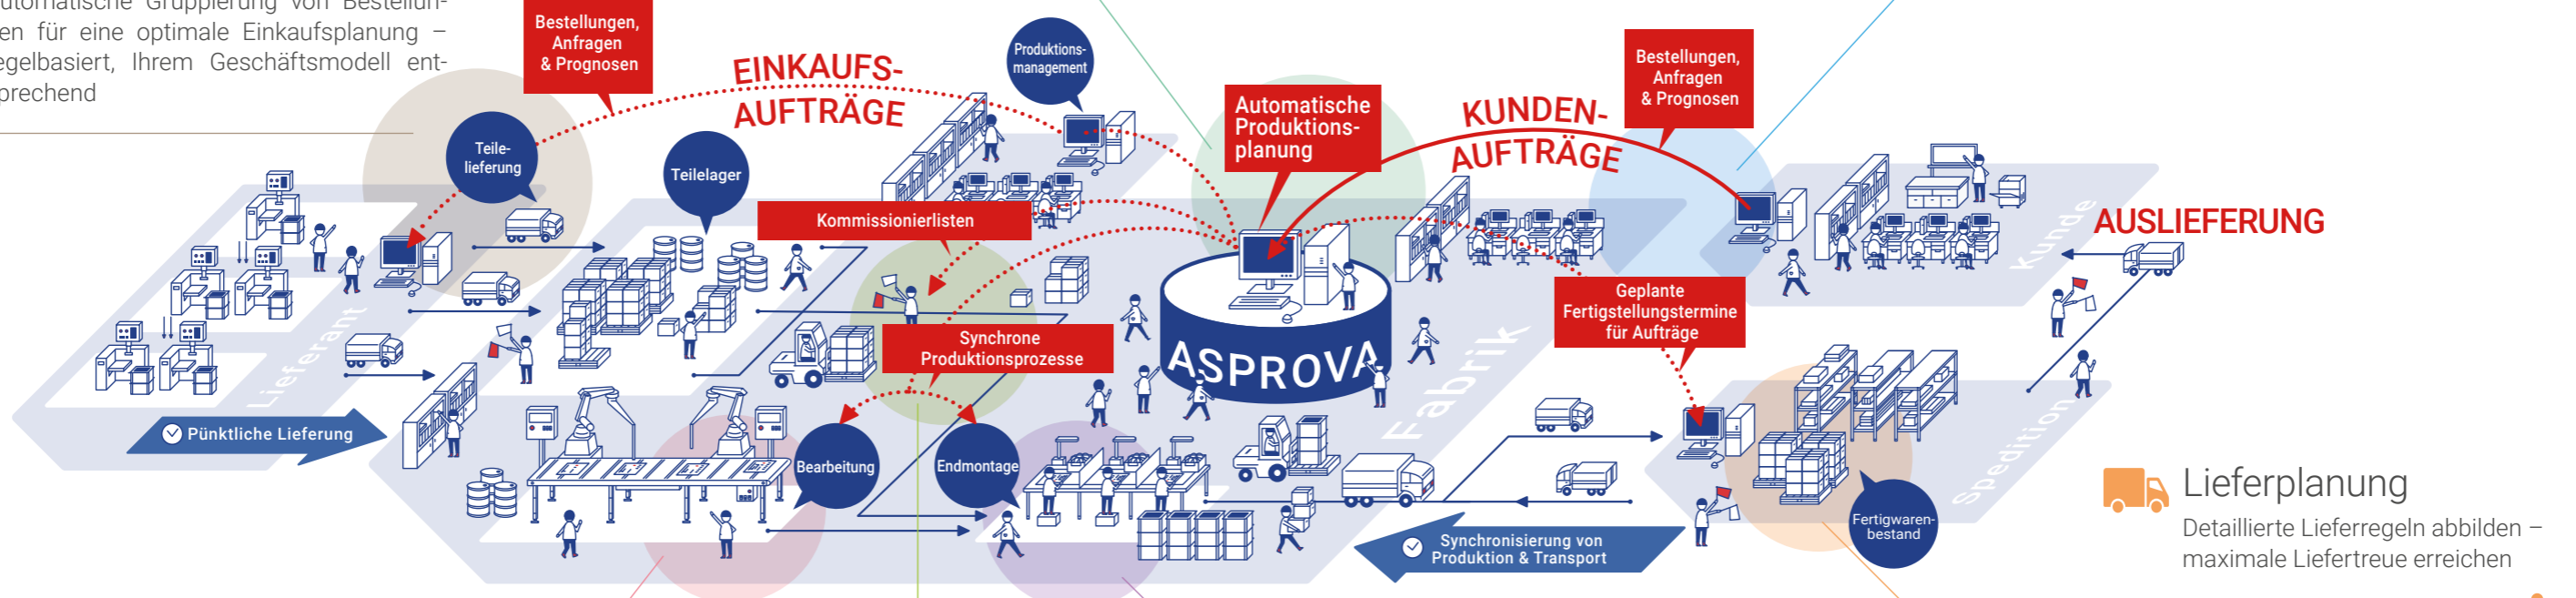 utomatische Gruppierung von Bestellun-
en für eine optimale Einkaufsplanung –
egelbasiert, Ihrem Geschäftsmodell ent-
prechend
Bestellungen,
Anfragen
& Prognosen
EINKAUFS-
AUFTRÄGE
Produktions-
management
Automatische
Produktions-
planung
KUNDEN-
AUFTRÄGE
Bestellungen,
Anfragen
& Prognosen
Teile-
lieferung
Teilelager
Kommissionierlisten
Kunde
AUSLIEFERUNG
Lieferant
Synchrone
Produktionsprozesse
ASPROVA
Fabrik
Geplante
Fertigstellungstermine
für Aufträge
Pünktliche Lieferung
Bearbeitung
Endmontage
Spedition
Synchronisierung von
Produktion & Transport
Fertigwaren-
bestand
Lieferplanung
Detaillierte Lieferregeln abbilden –
maximale Liefertreue erreichen